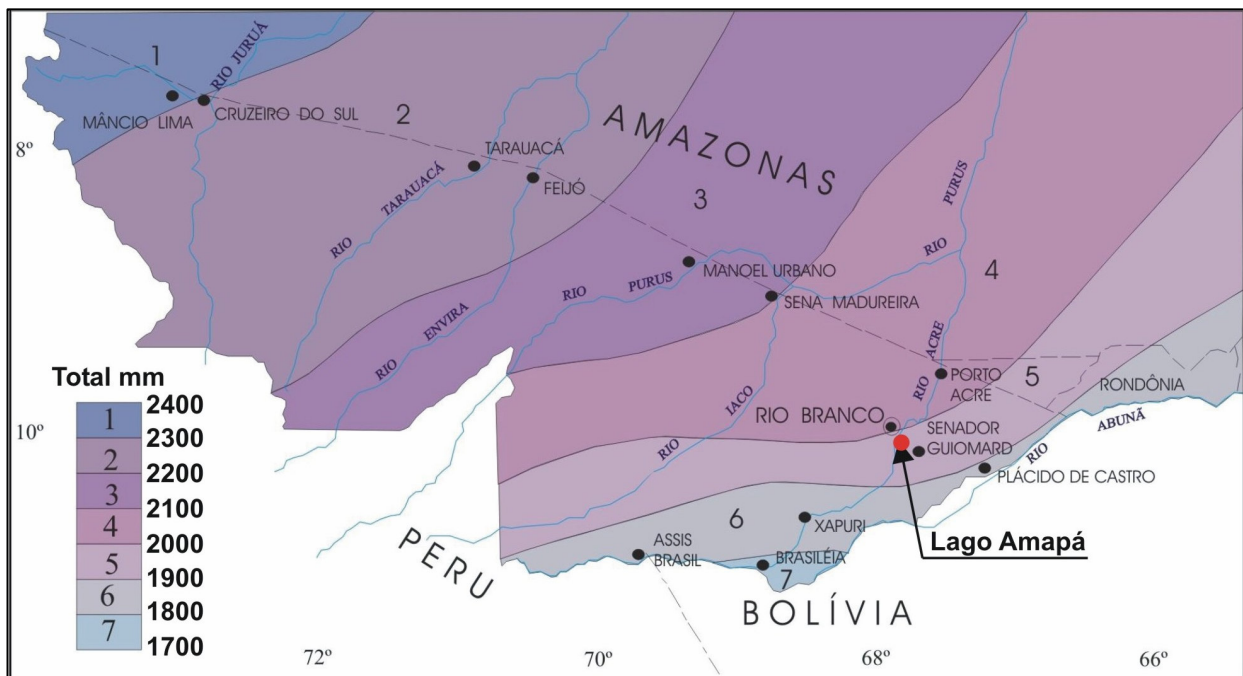 1
RIO JURUÁ
MÂNCIO LIMA
CRUZEIRO DO SUL
2
8º
TARAUACÁ
FEIJÓ
RIO TARAUACÁ
AMAZONAS
3
RIO ENVIRA
RIO PURUS
MANOEL URBANO
SENA MADUREIRA
RIO PURUS
4
RIO ACRE
PORTO
ACRE
5
RONDÔNIA
RIO ABUNÃ
RIO IACO
RIO BRANCO
SENADOR
GUIOMARD
PLÁCIDO DE CASTRO
10º
Total mm
2400
1
2300
2
2200
3
2100
4
2000
5
1900
6
1800
7
1700
6
XAPURI
Lago Amapá
ASSIS
BRASIL
BRASILÉIA
7
PERU
BOLÍVIA
72º
70º
68º
66º